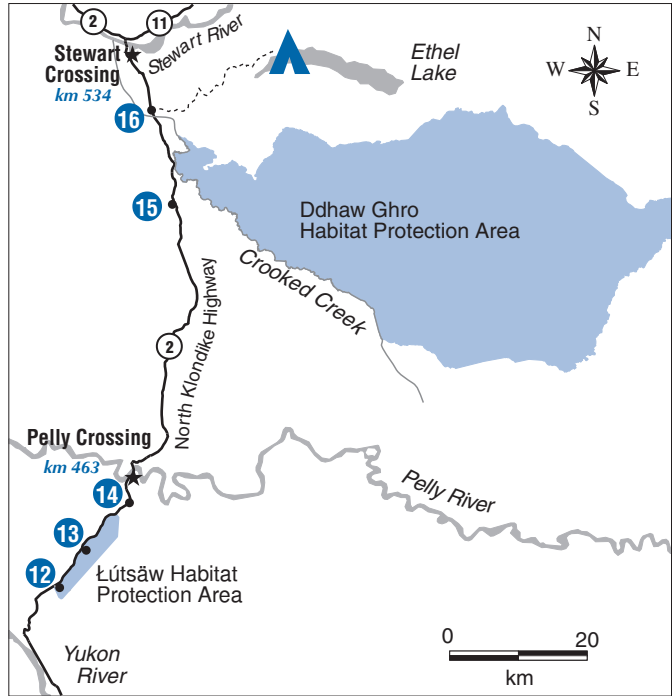 2
11
Stewart
Crossing
km 534
Stewart River
Ethel
Lake
N
W
E
S
16
15
Ddhaw Ghro
Habitat Protection Area
Crooked Creek
North Klondike Highway
2
Pelly Crossing
km 463
14
Pelly River
13
12
Łútsäw Habitat
Protection Area
Yukon
River
0
20
km